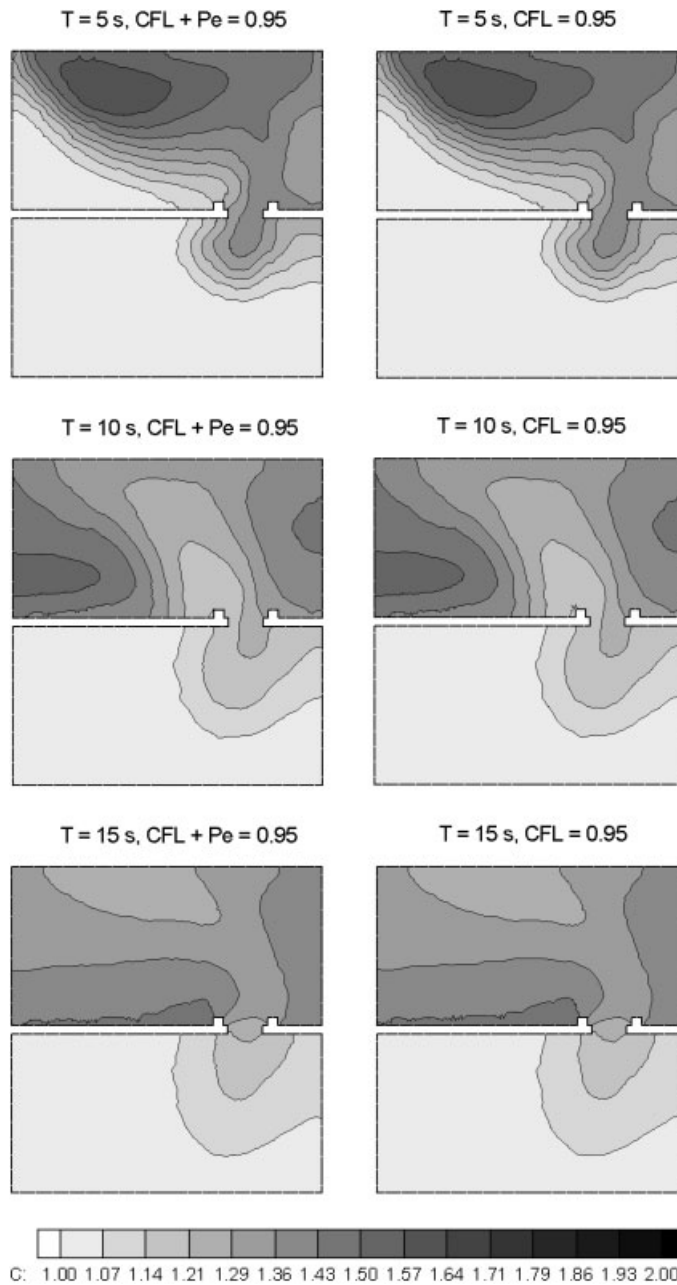 T = 5 s, CFL + Pe = 0.95 T = 5 s, CFL = 0.95
T = 10 s, CFL + Pe = 0.95 T = 10 s, CFL = 0.95
T = 15 s, CFL + Pe = 0.95 T = 15 s, CFL = 0.95
C: 1.00 1.07 1.14 1.21 1.29 1.36 1.43 1.50 1.57 1.64 1.71 1.79 1.86 1.93 2.00